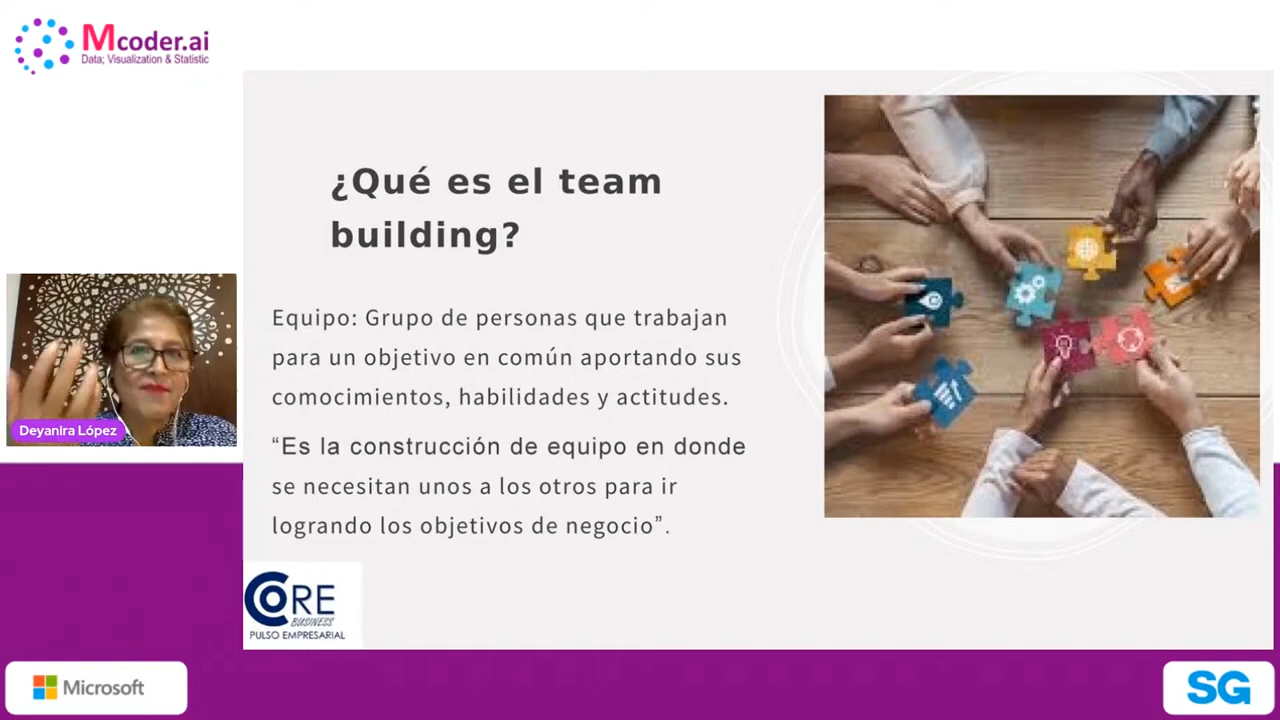 Mcoder.ai
Data; Visualization & Statistic
¿Qué es el team
building?
Equipo: Grupo de personas que trabajan
para un objetivo en común aportando sus
comocimientos, habilidades y actitudes.
“Es la construcción de equipo en donde
se necesitan unos a los otros para ir
logrando los objetivos de negocio”.
Deyanira López
CORE
BUSINESS
PULSO EMPRESARIAL
Microsoft
SG